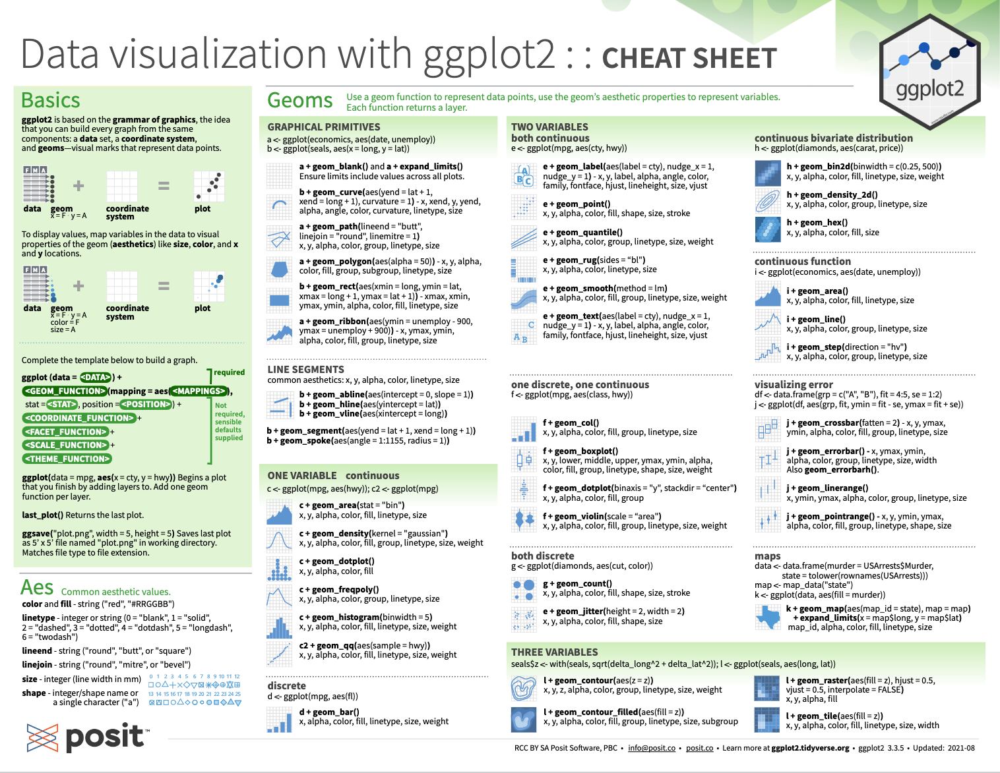 Data visualization with ggplot2 : : CHEAT SHEET
ggplot2
Basics
ggplot2 is based on the grammar of graphics, the idea
that you can build every graph from the same
components: a data set, a coordinate system,
and geoms—visual marks that represent data points.
F M A
+
=
data
geom
x = F · y = A
coordinate
system
plot
To display values, map variables in the data to visual
properties of the geom (aesthetics) like size, color, and x
and y locations.
F M A
+
=
data
geom
x = F · y = A
color = F
size = A
coordinate
system
plot
Complete the template below to build a graph.
required
ggplot (data = <DATA> ) +
<GEOM_FUNCTION> (mapping = aes( <MAPPINGS> ),
stat = <STAT> , position = <POSITION> ) +
<COORDINATE_FUNCTION> +
<FACET_FUNCTION> +
<SCALE_FUNCTION> +
<THEME_FUNCTION>
Not
required,
sensible
defaults
supplied
ggplot(data = mpg, aes(x = cty, y = hwy)) Begins a plot
that you finish by adding layers to. Add one geom
function per layer.
last_plot() Returns the last plot.
ggsave("plot.png", width = 5, height = 5) Saves last plot
as 5' x 5' file named "plot.png" in working directory.
Matches file type to file extension.
Aes Common aesthetic values.
color and fill - string ("red", "#RRGGBB")
linetype - integer or string (0 = "blank", 1 = "solid",
2 = "dashed", 3 = "dotted", 4 = "dotdash", 5 = "longdash",
6 = "twodash")
lineend - string ("round", "butt", or "square")
linejoin - string ("round", "mitre", or "bevel")
size - integer (line width in mm)
0 1 2 3 4 5 6 7 8 9 10 11 12
shape - integer/shape name or
a single character ("a")
13 14 15 16 17 18 19 20 21 22 23 24 25
posit™
Geoms
Use a geom function to represent data points, use the geom's aesthetic properties to represent variables.
Each function returns a layer.
GRAPHICAL PRIMITIVES
a <- ggplot(economics, aes(date, unemploy))
b <- ggplot(seals, aes(x = long, y = lat))
a + geom_blank() and a + expand_limits()
Ensure limits include values across all plots.
b + geom_curve(aes(yend = lat + 1,
xend = long + 1), curvature = 1) - x, xend, y, yend,
alpha, angle, color, curvature, linetype, size
a + geom_path(lineend = "butt",
linejoin = "round", linemitre = 1)
x, y, alpha, color, group, linetype, size
a + geom_polygon(aes(alpha = 50)) - x, y, alpha,
color, fill, group, subgroup, linetype, size
b + geom_rect(aes(xmin = long, ymin = lat,
xmax = long + 1, ymax = lat + 1)) - xmax, xmin,
ymax, ymin, alpha, color, fill, linetype, size
a + geom_ribbon(aes(ymin = unemploy - 900,
ymax = unemploy + 900)) - x, ymax, ymin,
alpha, color, fill, group, linetype, size
LINE SEGMENTS
common aesthetics: x, y, alpha, color, linetype, size
b + geom_abline(aes(intercept = 0, slope = 1))
b + geom_hline(aes(yintercept = lat))
b + geom_vline(aes(xintercept = long))
b + geom_segment(aes(yend = lat + 1, xend = long + 1))
b + geom_spoke(aes(angle = 1:1155, radius = 1))
ONE VARIABLE continuous
c <- ggplot(mpg, aes(hwy)); c2 <- ggplot(mpg)
c + geom_area(stat = "bin")
x, y, alpha, color, fill, linetype, size
c + geom_density(kernel = "gaussian")
x, y, alpha, color, fill, group, linetype, size, weight
c + geom_dotplot()
x, y, alpha, color, fill
c + geom_freqpoly()
x, y, alpha, color, group, linetype, size
c + geom_histogram(binwidth = 5)
x, y, alpha, color, fill, linetype, size, weight
c2 + geom_qq(aes(sample = hwy))
x, y, alpha, color, fill, linetype, size, weight
discrete
d <- ggplot(mpg, aes(fl))
d + geom_bar()
x, alpha, color, fill, linetype, size, weight
TWO VARIABLES
both continuous
e <- ggplot(mpg, aes(cty, hwy))
A
B C
e + geom_label(aes(label = cty), nudge_x = 1,
nudge_y = 1) - x, y, label, alpha, angle, color,
family, fontface, hjust, lineheight, size, vjust
e + geom_point()
x, y, alpha, color, fill, shape, size, stroke
e + geom_quantile()
x, y, alpha, color, group, linetype, size, weight
e + geom_rug(sides = “bl")
x, y, alpha, color, linetype, size
e + geom_smooth(method = lm)
x, y, alpha, color, fill, group, linetype, size, weight
C
A B
e + geom_text(aes(label = cty), nudge_x = 1,
nudge_y = 1) - x, y, label, alpha, angle, color,
family, fontface, hjust, lineheight, size, vjust
one discrete, one continuous
f <- ggplot(mpg, aes(class, hwy))
f + geom_col()
x, y, alpha, color, fill, group, linetype, size
f + geom_boxplot()
x, y, lower, middle, upper, ymax, ymin, alpha,
color, fill, group, linetype, shape, size, weight
f + geom_dotplot(binaxis = "y", stackdir = “center")
x, y, alpha, color, fill, group
f + geom_violin(scale = “area")
x, y, alpha, color, fill, group, linetype, size, weight
both discrete
g <- ggplot(diamonds, aes(cut, color))
g + geom_count()
x, y, alpha, color, fill, shape, size, stroke
e + geom_jitter(height = 2, width = 2)
x, y, alpha, color, fill, shape, size
continuous bivariate distribution
h <- ggplot(diamonds, aes(carat, price))
h + geom_bin2d(binwidth = c(0.25, 500))
x, y, alpha, color, fill, linetype, size, weight
h + geom_density_2d()
x, y, alpha, color, group, linetype, size
h + geom_hex()
x, y, alpha, color, fill, size
continuous function
i <- ggplot(economics, aes(date, unemploy))
i + geom_area()
x, y, alpha, color, fill, linetype, size
i + geom_line()
x, y, alpha, color, group, linetype, size
i + geom_step(direction = "hv")
x, y, alpha, color, group, linetype, size
visualizing error
df <- data.frame(grp = c("A", "B"), fit = 4:5, se = 1:2)
j <- ggplot(df, aes(grp, fit, ymin = fit - se, ymax = fit + se))
j + geom_crossbar(fatten = 2) - x, y, ymax,
ymin, alpha, color, fill, group, linetype, size
j + geom_errorbar() - x, ymax, ymin,
alpha, color, group, linetype, size, width
Also geom_errorbarh().
j + geom_linerange()
x, ymin, ymax, alpha, color, group, linetype, size
j + geom_pointrange() - x, y, ymin, ymax,
alpha, color, fill, group, linetype, shape, size
maps
data <- data.frame(murder = USArrests$Murder,
state = tolower(rownames(USArrests)))
map <- map_data("state")
k <- ggplot(data, aes(fill = murder))
k + geom_map(aes(map_id = state), map = map)
+ expand_limits(x = map$long, y = map$lat)
map_id, alpha, color, fill, linetype, size
THREE VARIABLES
seals$z <- with(seals, sqrt(delta_long^2 + delta_lat^2)); l <- ggplot(seals, aes(long, lat))
l + geom_contour(aes(z = z))
x, y, z, alpha, color, group, linetype, size, weight
l + geom_contour_filled(aes(fill = z))
x, y, alpha, color, fill, group, linetype, size, subgroup
l + geom_raster(aes(fill = z), hjust = 0.5,
vjust = 0.5, interpolate = FALSE)
x, y, alpha, fill
l + geom_tile(aes(fill = z))
x, y, alpha, color, fill, linetype, size, width
RCC BY SA Posit Software, PBC • info@posit.co • posit.co • Learn more at ggplot2.tidyverse.org • ggplot2 3.3.5 • Updated: 2021-08